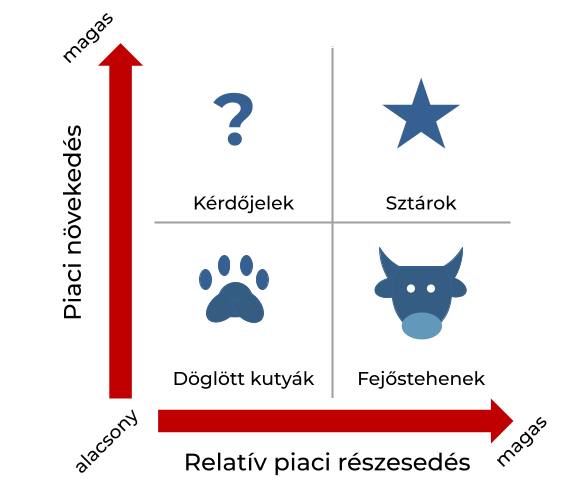 magas
Piaci növekedés
?
Kérdőjelek
Sztárok
Döglött kutyák
Fejőstehenek
alacsony
Relatív piaci részesedés
magas